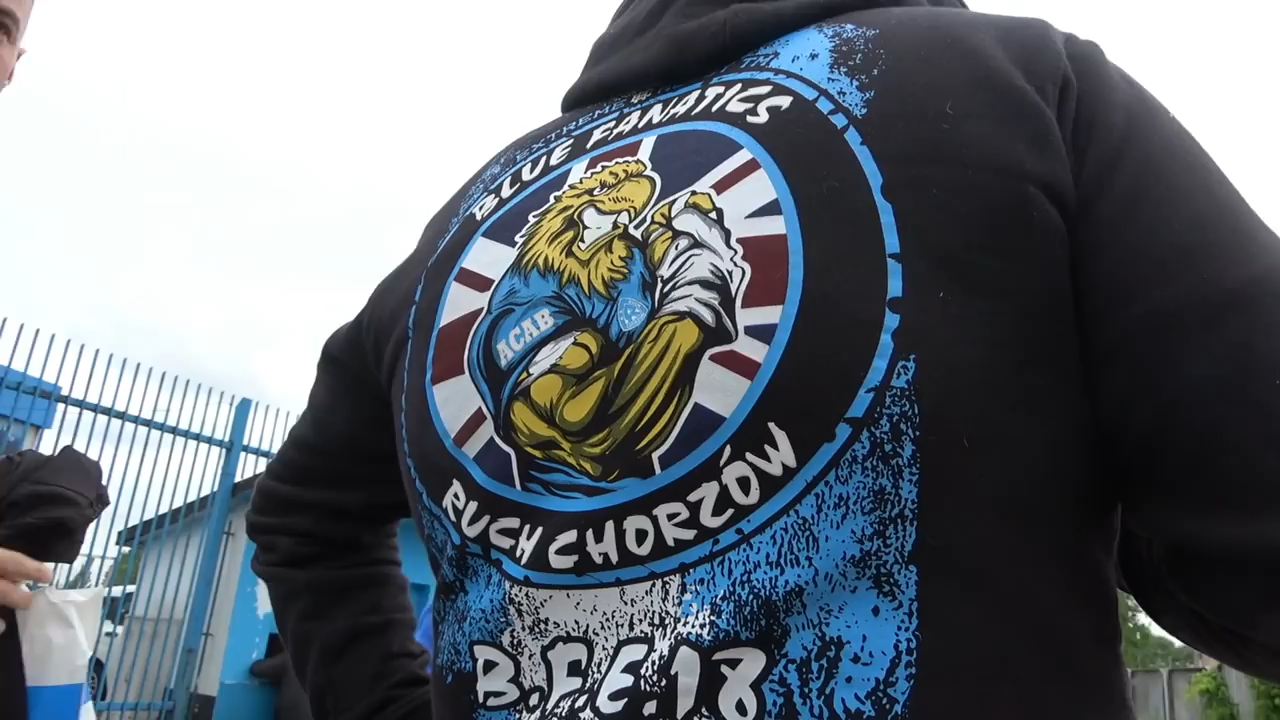 EXTREME
BLUE FANATICS
ACAB
RUCH CHORZÓW
B.F.E.18